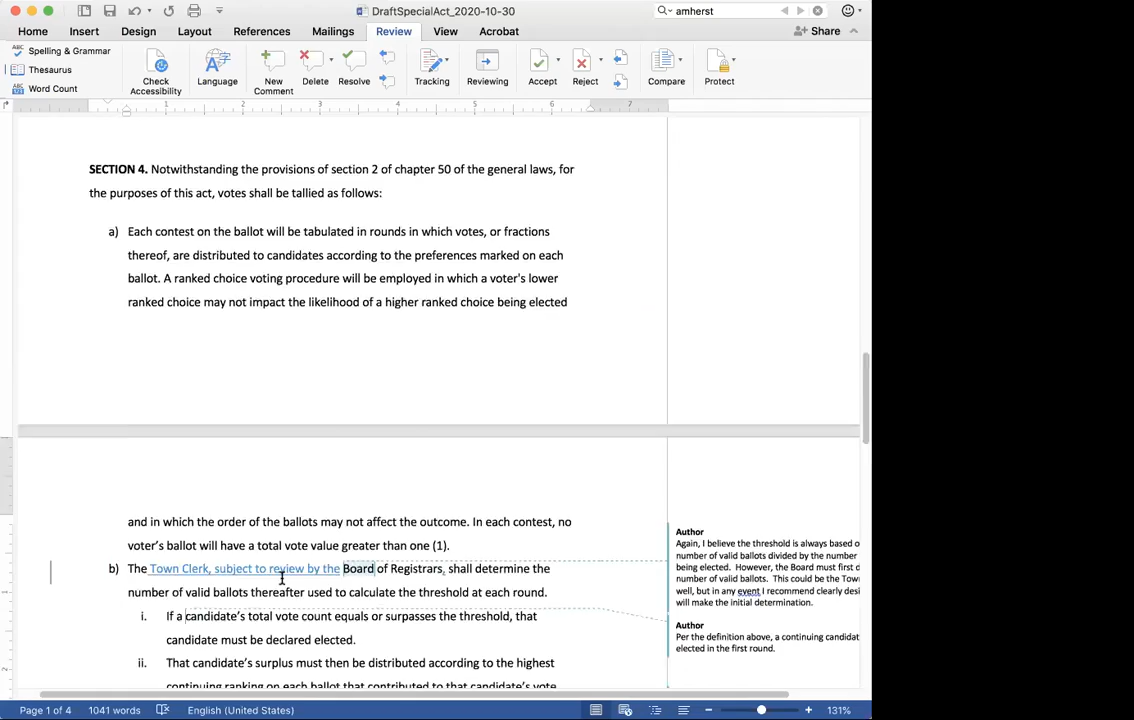 DraftSpecialAct_2020-10-30
amherst
Home Insert Design Layout References Mailings Review View Acrobat
Share
Spelling & Grammar
Thesaurus
Word Count
Check Accessibility
Language
New Comment
Delete
Resolve
Tracking
Reviewing
Accept
Reject
Compare
Protect
1 2 3 4 5 6 7
SECTION 4. Notwithstanding the provisions of section 2 of chapter 50 of the general laws, for
the purposes of this act, votes shall be tallied as follows:
a) Each contest on the ballot will be tabulated in rounds in which votes, or fractions
thereof, are distributed to candidates according to the preferences marked on each
ballot. A ranked choice voting procedure will be employed in which a voter's lower
ranked choice may not impact the likelihood of a higher ranked choice being elected
and in which the order of the ballots may not affect the outcome. In each contest, no
voter's ballot will have a total vote value greater than one (1).
b) The Town Clerk, subject to review by the Board of Registrars, shall determine the
number of valid ballots thereafter used to calculate the threshold at each round.
i. If a candidate's total vote count equals or surpasses the threshold, that
candidate must be declared elected.
ii. That candidate's surplus must then be distributed according to the highest
continuing ranking on each ballot that contributed to that candidate's vote
Author
Again, I believe the threshold is always based o
number of valid ballots divided by the number
being elected. However, the Board must first d
number of valid ballots. This could be the Tow
well, but in any event I recommend clearly desi
will make the initial determination.
Author
Per the definition above, a continuing candidat
elected in the first round.
Page 1 of 4 1041 words English (United States) 131%